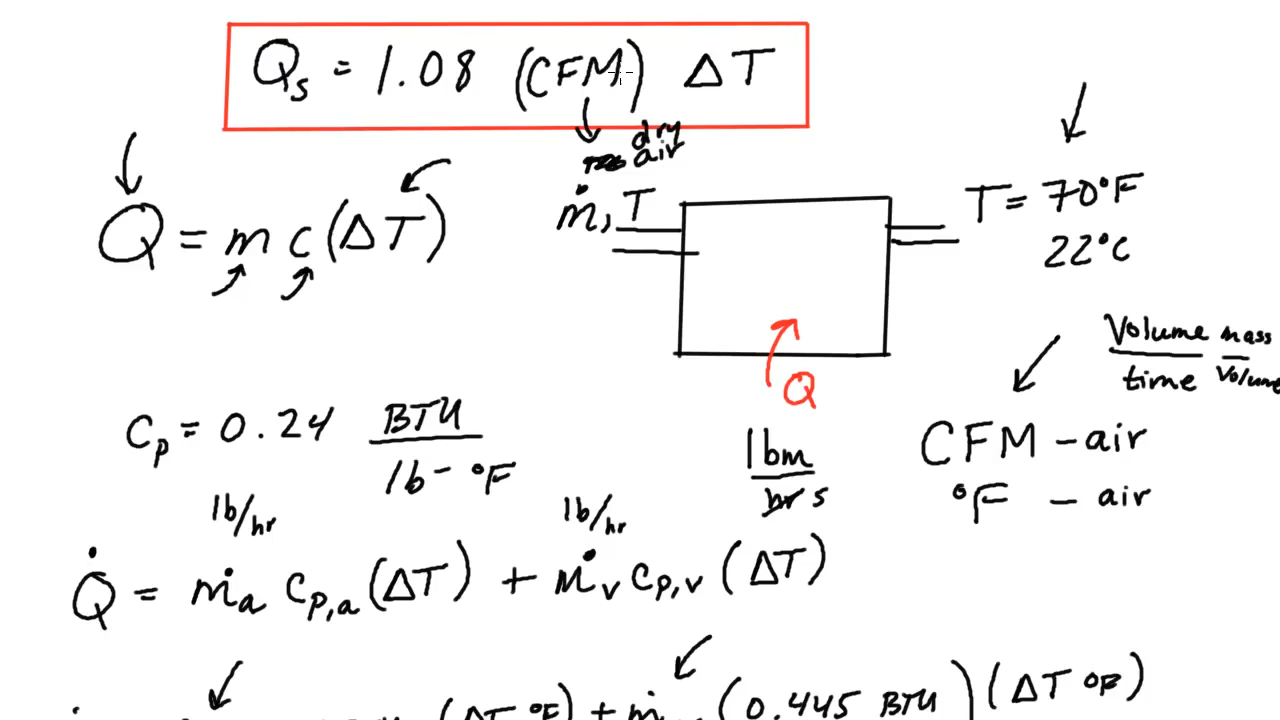 Qs = 1.08 (CFM) ΔT
dry
air
ṁ, T
T = 70°F
22°C
Q = m c (ΔT)
Volume mass
time Volume
Q
Cp = 0.24 BTU
lb-°F
lbm
hr s
CFM - air
°F - air
lb/hr lb/hr
Q̇ = ṁa Cp,a (ΔT) + ṁv Cp,v (ΔT)
(ΔT °F) + ṁ (0.445 BTU) (ΔT °F)